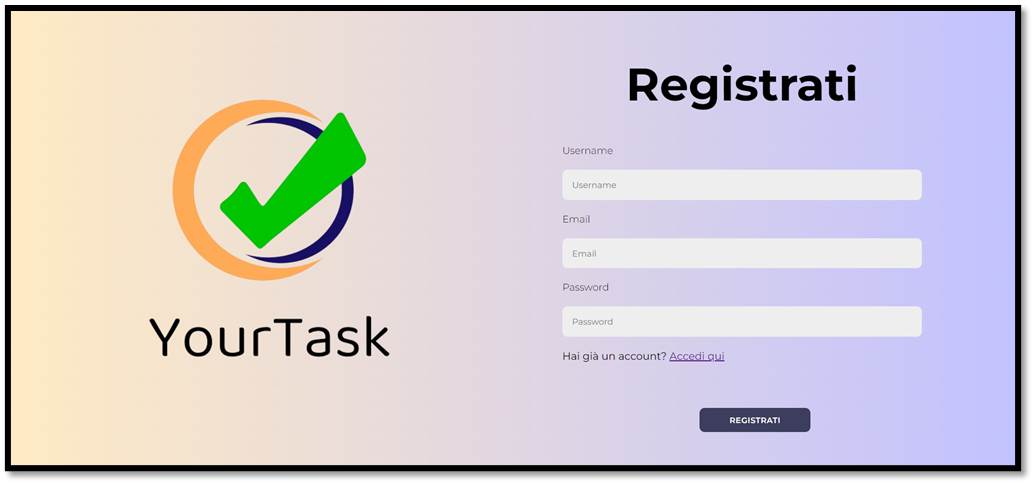 YourTask
Registrati
Username
Username
Email
Email
Password
Password
Hai già un account? Accedi qui
REGISTRATI